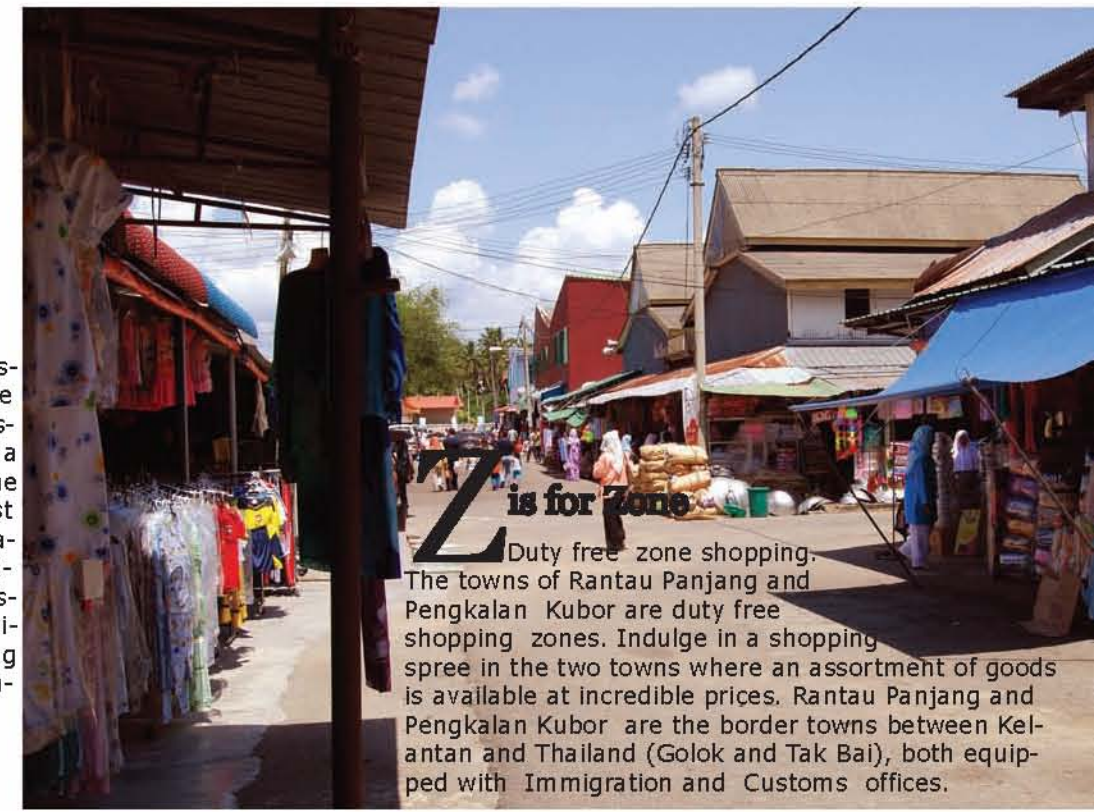 Z is for Zone
Duty free zone shopping.
The towns of Rantau Panjang and
Pengkalan Kubor are duty free
shopping zones. Indulge in a shopping
spree in the two towns where an assortment of goods
is available at incredible prices. Rantau Panjang and
Pengkalan Kubor are the border towns between Kel-
antan and Thailand (Golok and Tak Bai), both equip-
ped with Immigration and Customs offices.